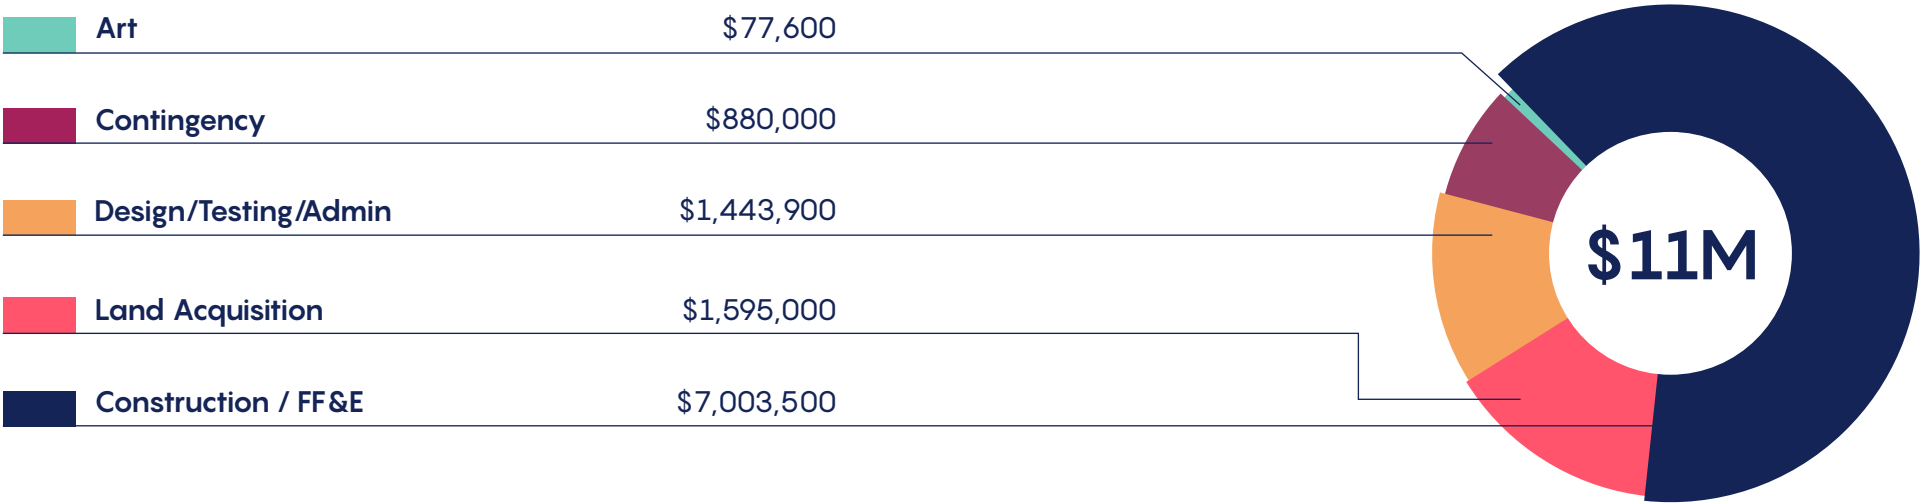 Art $77,600
Contingency $880,000
Design/Testing/Admin $1,443,900
Land Acquisition $1,595,000
Construction / FF&E $7,003,500
$11M